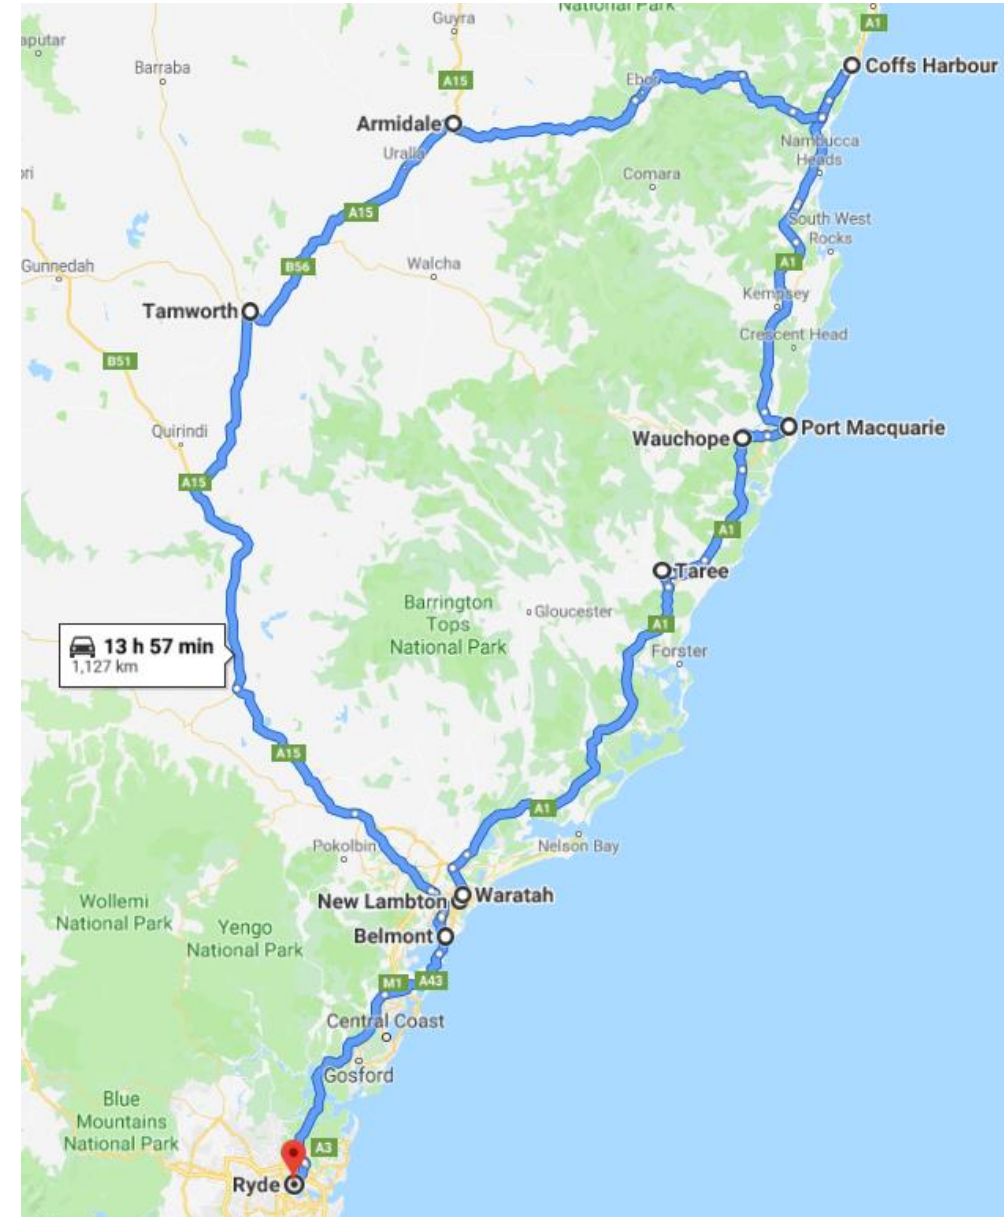 National Park
Guyra
A1
aputar
Barraba
Coffs Harbour
A15
Ebor
Armidale
Uralla
Nambucca
Heads
ori
Comara
A15
South West
Rocks
Gunnedah
B56
Walcha
A1
Kempsey
Tamworth
Crescent Head
B51
Quirindi
Wauchope
Port Macquarie
A15
A1
Taree
Barrington
Tops
National Park
Gloucester
A1
Forster
13 h 57 min
1,127 km
A15
A1
Pokolbin
Nelson Bay
Wollemi
National Park
New Lambton
Waratah
Yengo
National Park
Belmont
M1
A43
Central Coast
Gosford
Blue
Mountains
National Park
A3
Ryde